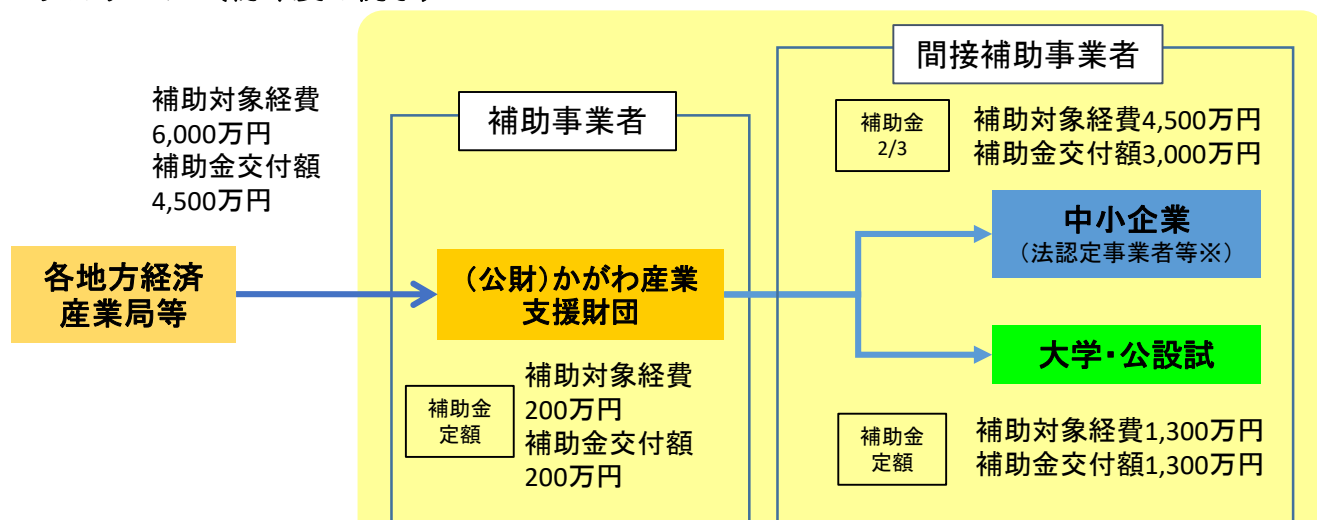 補助対象経費
6,000万円
補助金交付額
4,500万円
各地方経済
産業局等
補助事業者
(公財)かがわ産業
支援財団
補助金
定額
補助対象経費
200万円
補助金交付額
200万円
間接補助事業者
補助金
2/3
補助対象経費4,500万円
補助金交付額3,000万円
中小企業
(法認定事業者等※)
大学・公設試
補助金
定額
補助対象経費1,300万円
補助金交付額1,300万円